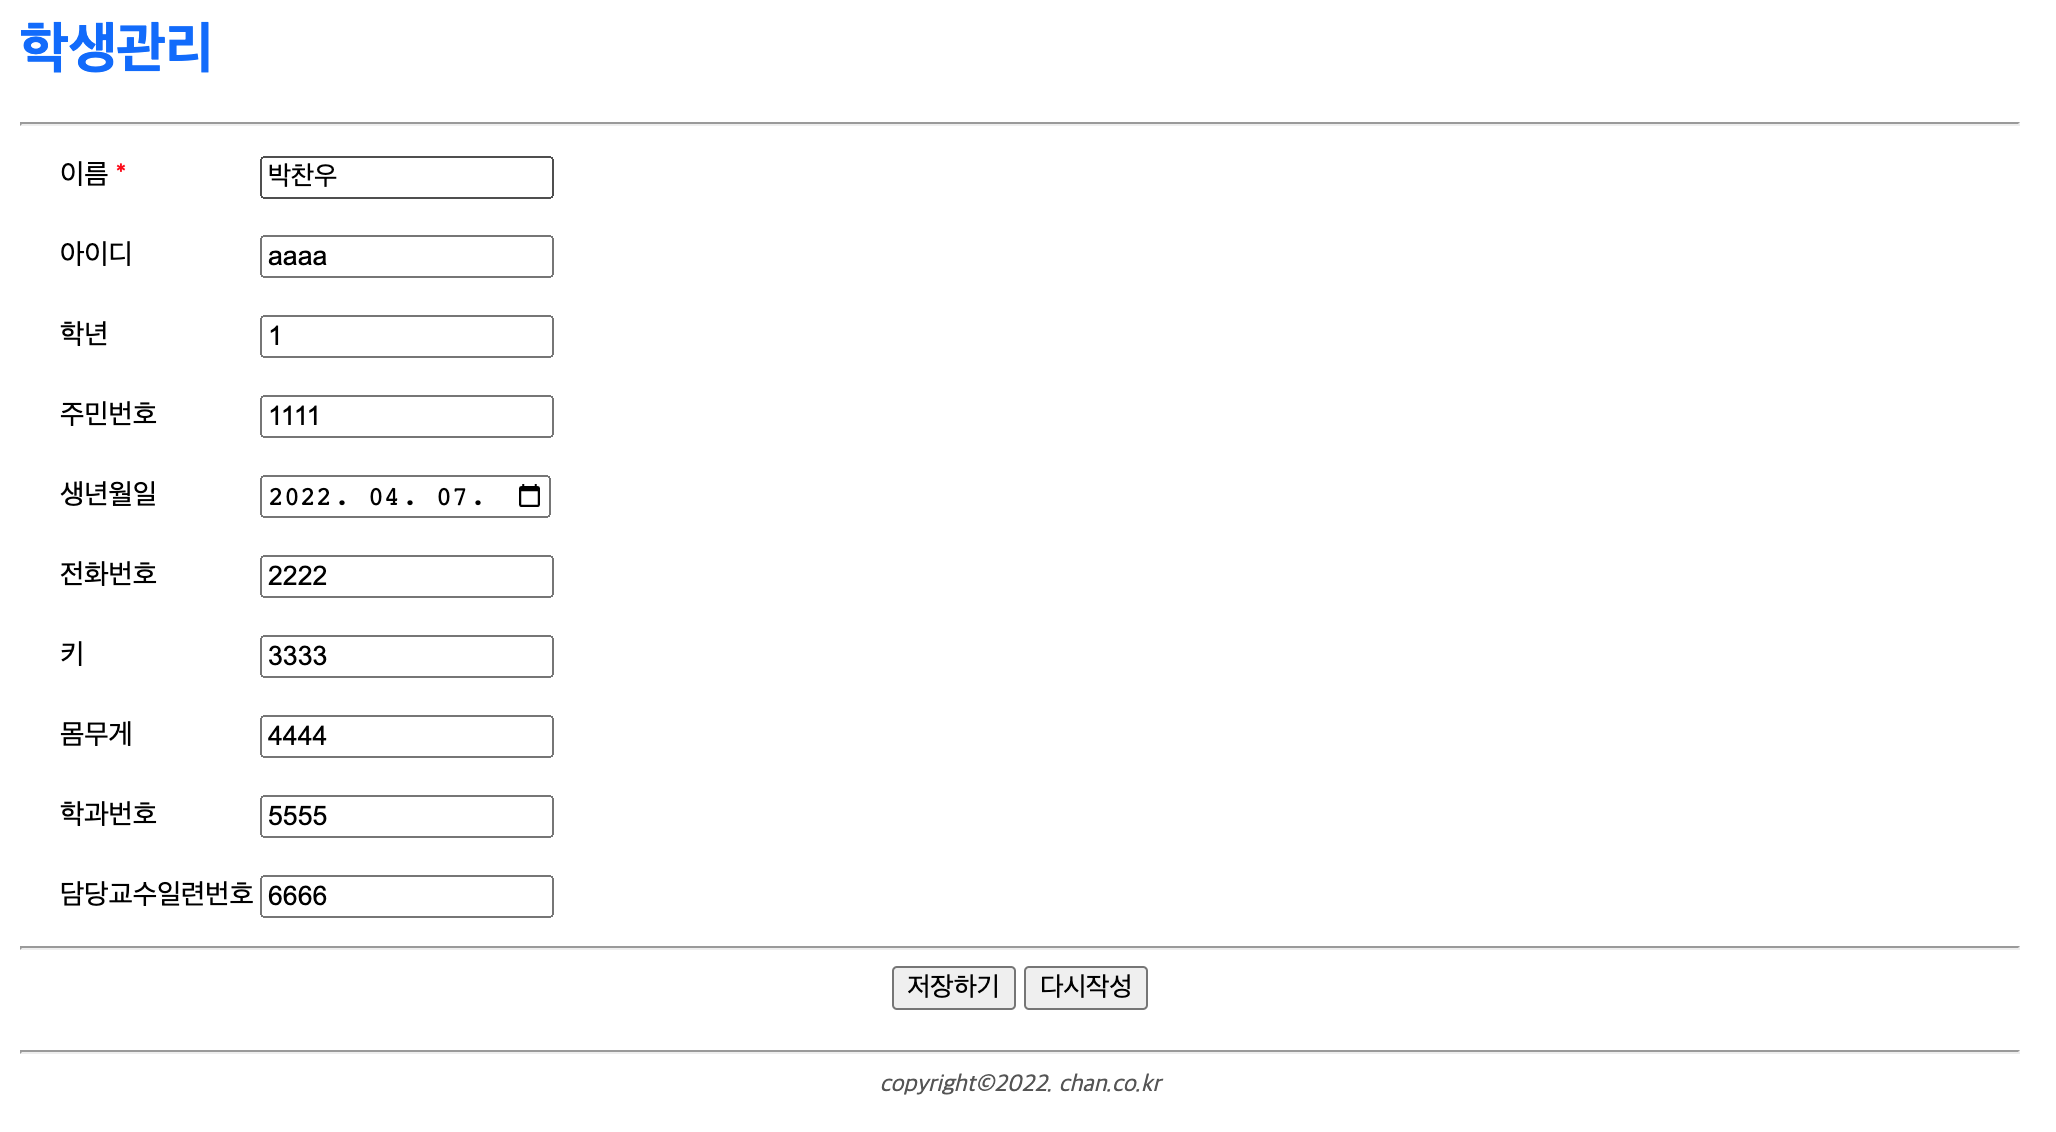 학생관리
이름 * 박찬우
아이디 aaaa
학년 1
주민번호 1111
생년월일 2022. 04. 07.
전화번호 2222
키 3333
몸무게 4444
학과번호 5555
담당교수일련번호 6666
저장하기 다시작성
copyright©2022. chan.co.kr